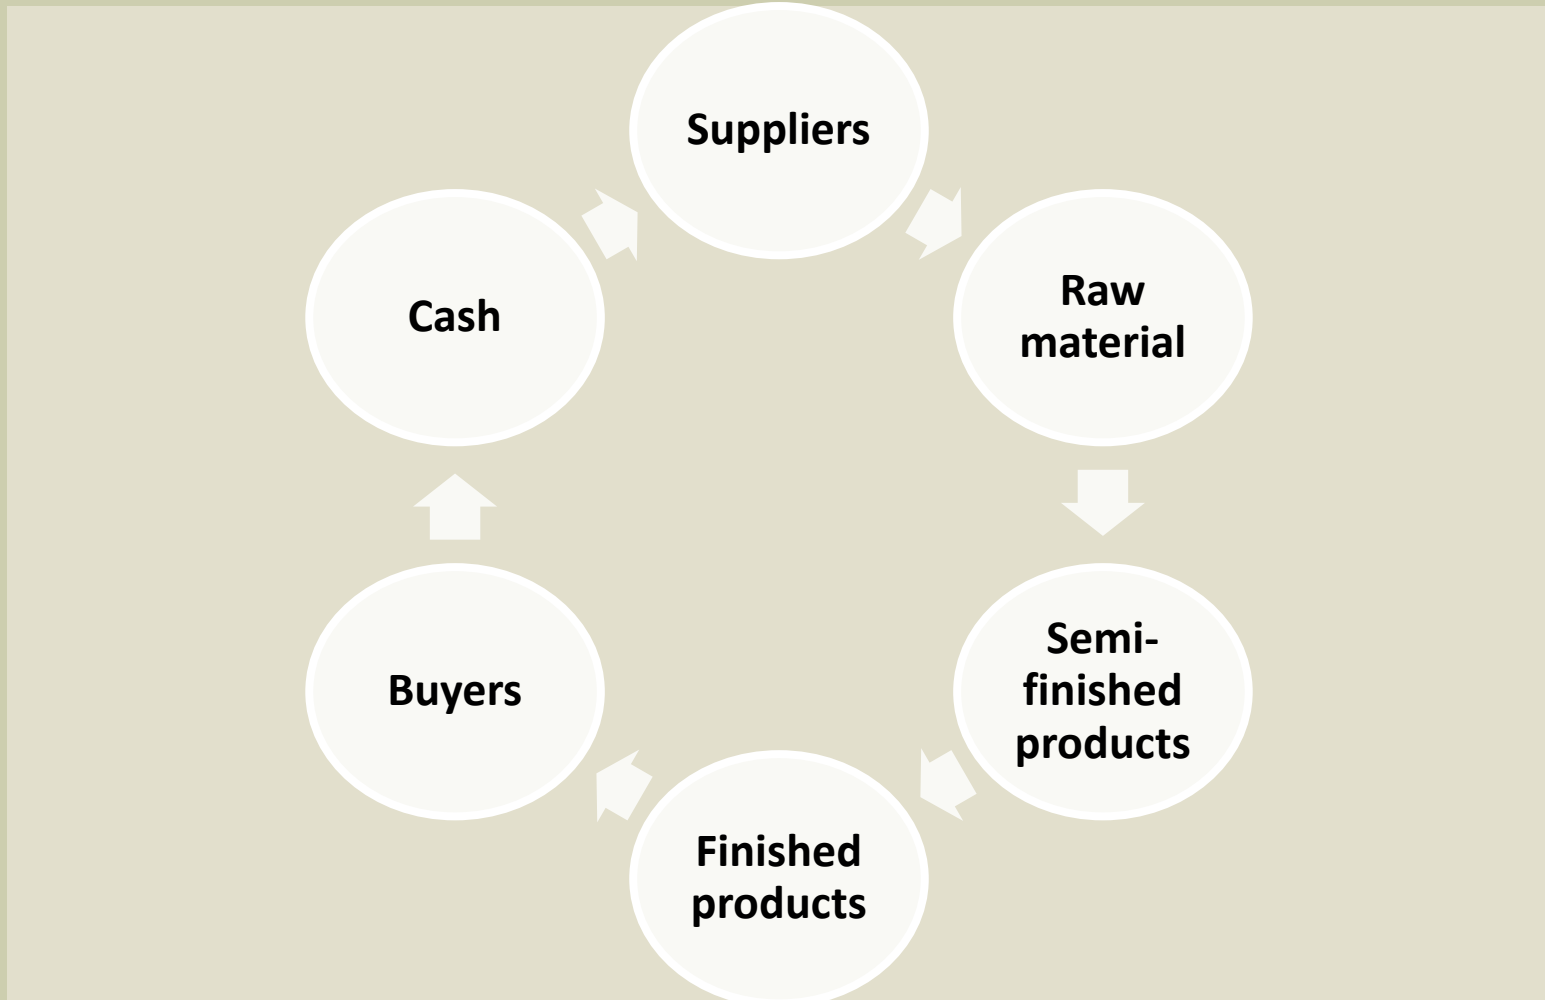 Suppliers
Raw
material
Semi-
finished
products
Finished
products
Buyers
Cash